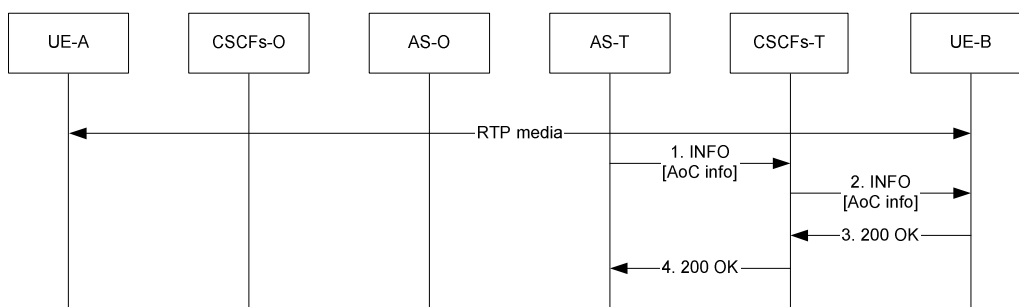 UE-A
CSCFs-O
AS-O
AS-T
CSCFs-T
UE-B
RTP media
1. INFO
[AoC info]
2. INFO
[AoC info]
3. 200 OK
4. 200 OK